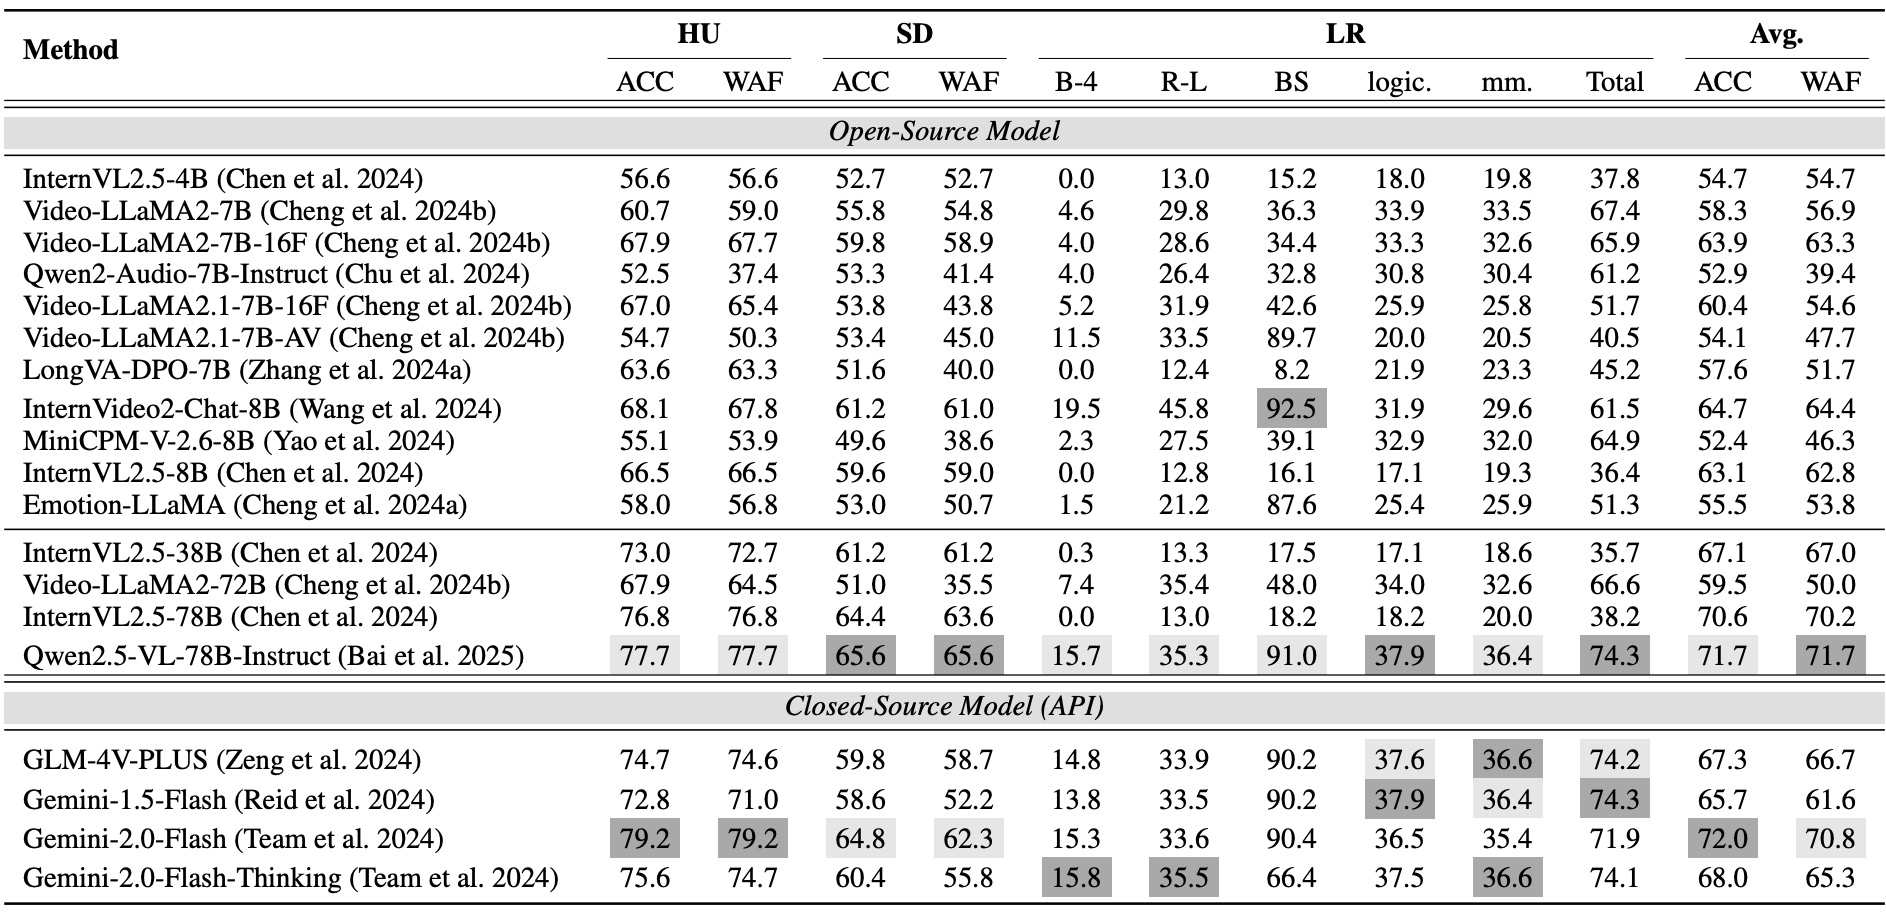 Method HU SD LR Avg.
ACC WAF ACC WAF B-4 R-L BS logic. mm. Total ACC WAF
Open-Source Model
InternVL2.5-4B (Chen et al. 2024) 56.6 56.6 52.7 52.7 0.0 13.0 15.2 18.0 19.8 37.8 54.7 54.7
Video-LLaMA2-7B (Cheng et al. 2024b) 60.7 59.0 55.8 54.8 4.6 29.8 36.3 33.9 33.5 67.4 58.3 56.9
Video-LLaMA2-7B-16F (Cheng et al. 2024b) 67.9 67.7 59.8 58.9 4.0 28.6 34.4 33.3 32.6 65.9 63.9 63.3
Qwen2-Audio-7B-Instruct (Chu et al. 2024) 52.5 37.4 53.3 41.4 4.0 26.4 32.8 30.8 30.4 61.2 52.9 39.4
Video-LLaMA2.1-7B-16F (Cheng et al. 2024b) 67.0 65.4 53.8 43.8 5.2 31.9 42.6 25.9 25.8 51.7 60.4 54.6
Video-LLaMA2.1-7B-AV (Cheng et al. 2024b) 54.7 50.3 53.4 45.0 11.5 33.5 89.7 20.0 20.5 40.5 54.1 47.7
LongVA-DPO-7B (Zhang et al. 2024a) 63.6 63.3 51.6 40.0 0.0 12.4 8.2 21.9 23.3 45.2 57.6 51.7
InternVideo2-Chat-8B (Wang et al. 2024) 68.1 67.8 61.2 61.0 19.5 45.8 92.5 31.9 29.6 61.5 64.7 64.4
MiniCPM-V-2.6-8B (Yao et al. 2024) 55.1 53.9 49.6 38.6 2.3 27.5 39.1 32.9 32.0 64.9 52.4 46.3
InternVL2.5-8B (Chen et al. 2024) 66.5 66.5 59.6 59.0 0.0 12.8 16.1 17.1 19.3 36.4 63.1 62.8
Emotion-LLaMA (Cheng et al. 2024a) 58.0 56.8 53.0 50.7 1.5 21.2 87.6 25.4 25.9 51.3 55.5 53.8
InternVL2.5-38B (Chen et al. 2024) 73.0 72.7 61.2 61.2 0.3 13.3 17.5 17.1 18.6 35.7 67.1 67.0
Video-LLaMA2-72B (Cheng et al. 2024b) 67.9 64.5 51.0 35.5 7.4 35.4 48.0 34.0 32.6 66.6 59.5 50.0
InternVL2.5-78B (Chen et al. 2024) 76.8 76.8 64.4 63.6 0.0 13.0 18.2 18.2 20.0 38.2 70.6 70.2
Qwen2.5-VL-78B-Instruct (Bai et al. 2025) 77.7 77.7 65.6 65.6 15.7 35.3 91.0 37.9 36.4 74.3 71.7 71.7
Closed-Source Model (API)
GLM-4V-PLUS (Zeng et al. 2024) 74.7 74.6 59.8 58.7 14.8 33.9 90.2 37.6 36.6 74.2 67.3 66.7
Gemini-1.5-Flash (Reid et al. 2024) 72.8 71.0 58.6 52.2 13.8 33.5 90.2 37.9 36.4 74.3 65.7 61.6
Gemini-2.0-Flash (Team et al. 2024) 79.2 79.2 64.8 62.3 15.3 33.6 90.4 36.5 35.4 71.9 72.0 70.8
Gemini-2.0-Flash-Thinking (Team et al. 2024) 75.6 74.7 60.4 55.8 15.8 35.5 66.4 37.5 36.6 74.1 68.0 65.3